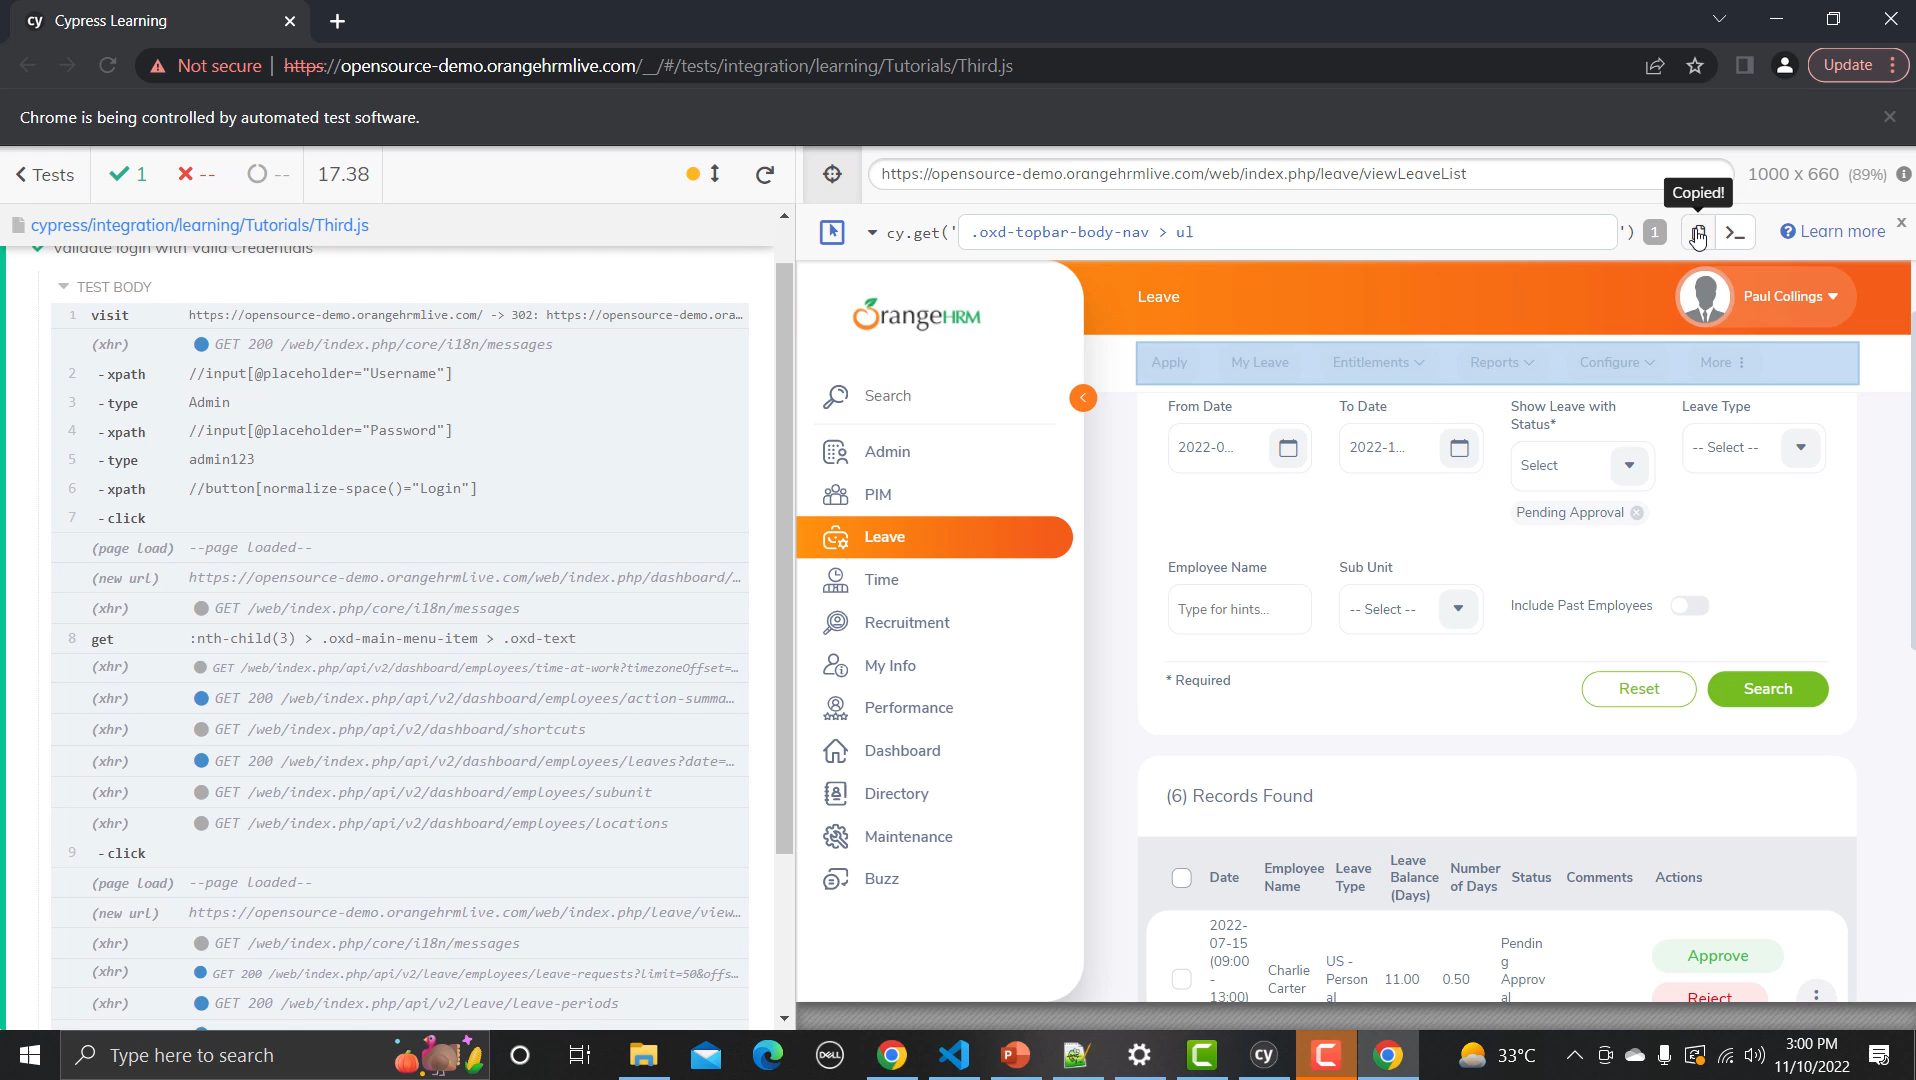 cy Cypress Learning
Not secure | https://opensource-demo.orangehrmlive.com/__/#/tests/integration/learning/Tutorials/Third.js
Update
Chrome is being controlled by automated test software.
Tests
1
--
--
17.38
https://opensource-demo.orangehrmlive.com/web/index.php/leave/viewLeaveList
1000 x 660 (89%)
Copied!
cypress/integration/learning/Tutorials/Third.js
cy.get(' .oxd-topbar-body-nav > ul ') 1
>_
Learn more
x
Validate login with Valid Credentials
TEST BODY
1 visit https://opensource-demo.orangehrmlive.com/ -> 302: https://opensource-demo.ora...
(xhr) GET 200 /web/index.php/core/i18n/messages
2 -xpath //input[@placeholder="Username"]
3 -type Admin
4 -xpath //input[@placeholder="Password"]
5 -type admin123
6 -xpath //button[normalize-space()="Login"]
7 -click
(page load) --page loaded--
(new url) https://opensource-demo.orangehrmlive.com/web/index.php/dashboard/...
(xhr) GET /web/index.php/core/i18n/messages
8 get :nth-child(3) > .oxd-main-menu-item > .oxd-text
(xhr) GET /web/index.php/api/v2/dashboard/employees/time-at-work?timezoneOffset=...
(xhr) GET 200 /web/index.php/api/v2/dashboard/employees/action-summa...
(xhr) GET /web/index.php/api/v2/dashboard/shortcuts
(xhr) GET 200 /web/index.php/api/v2/dashboard/employees/leaves?date=...
(xhr) GET /web/index.php/api/v2/dashboard/employees/subunit
(xhr) GET /web/index.php/api/v2/dashboard/employees/locations
9 -click
(page load) --page loaded--
(new url) https://opensource-demo.orangehrmlive.com/web/index.php/leave/view...
(xhr) GET /web/index.php/core/i18n/messages
(xhr) GET 200 /web/index.php/api/v2/leave/employees/leave-requests?limit=50&offs...
(xhr) GET 200 /web/index.php/api/v2/leave/leave-periods
OrangeHRM
Search
Admin
PIM
Leave
Time
Recruitment
My Info
Performance
Dashboard
Directory
Maintenance
Buzz
Leave
Paul Collings
Apply My Leave Entitlements Reports Configure More
From Date To Date Show Leave with Leave Type
Status*
2022-0... 2022-1... Select -- Select --
Pending Approval
Employee Name Sub Unit
Type for hints... -- Select -- Include Past Employees
* Required
Reset Search
(6) Records Found
Date Employee Name Leave Type Leave Balance (Days) Number of Days Status Comments Actions
2022-
07-15
(09:00
-
13:00)
Charlie
Carter
US -
Person
al
11.00
0.50
Pendin
g
Approv
al
Approve
Reject
Type here to search
DELL
P
C
cy
C
33°C
3:00 PM
11/10/2022